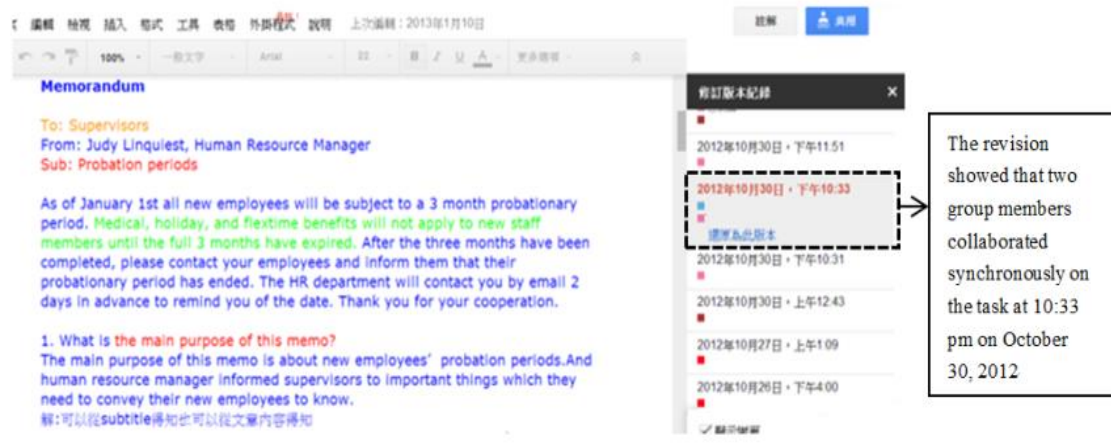 編輯 檢視 插入 格式 工具 表格 外掛程式 說明 上次編輯：2013年1月10日
註解 共用
100% 一般文字 Arial 22 B I U A 更多選項
Memorandum
To: Supervisors
From: Judy Linquiest, Human Resource Manager
Sub: Probation periods
As of January 1st all new employees will be subject to a 3 month probationary
period. Medical, holiday, and flextime benefits will not apply to new staff
members until the full 3 months have expired. After the three months have been
completed, please contact your employees and inform them that their
probationary period has ended. The HR department will contact you by email 2
days in advance to remind you of the date. Thank you for your cooperation.
1. What is the main purpose of this memo?
The main purpose of this memo is about new employees’ probation periods.And
human resource manager informed supervisors to important things which they
need to convey their new employees to know.
解:可以從subtitle得知也可以從文章內容得知
修訂版本紀錄 ×
2012年10月30日，下午11:51
2012年10月30日，下午10:33
還原為此版本
2012年10月30日，下午10:31
2012年10月30日，上午12:43
2012年10月27日，上午1:09
2012年10月26日，下午4:00
The revision
showed that two
group members
collaborated
synchronously on
the task at 10:33
pm on October
30, 2012